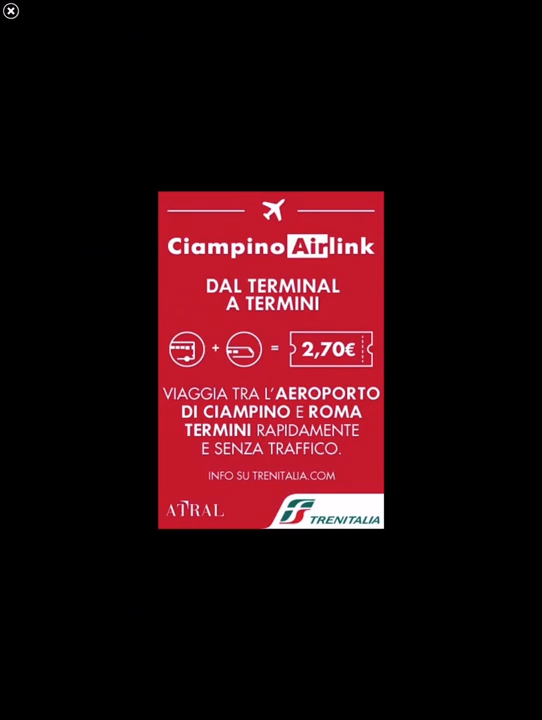 Ciampino Airlink
DAL TERMINAL
A TERMINI
+ = 2,70€
VIAGGIA TRA L'AEROPORTO
DI CIAMPINO E ROMA
TERMINI RAPIDAMENTE
E SENZA TRAFFICO.
INFO SU TRENITALIA.COM
ATRAL
TRENITALIA